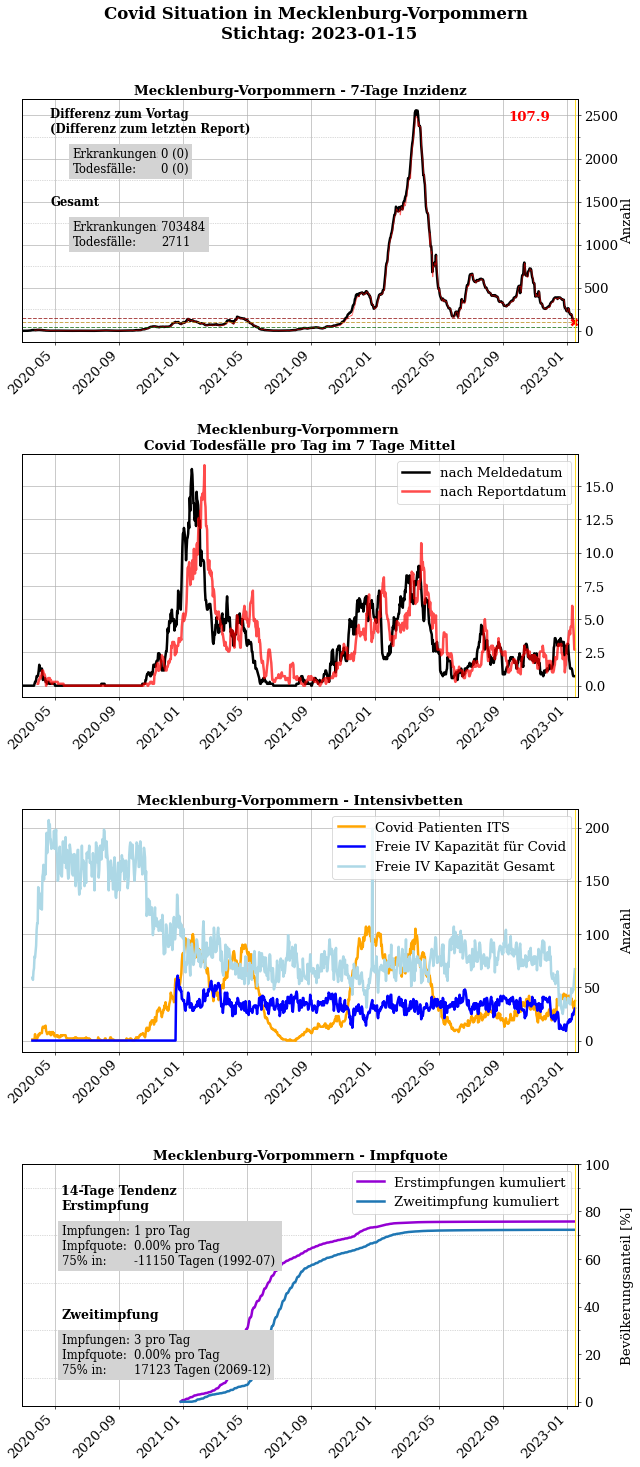 Covid Situation in Mecklenburg-Vorpommern
Stichtag: 2023-01-15
Mecklenburg-Vorpommern - 7-Tage Inzidenz
Differenz zum Vortag
(Differenz zum letzten Report)
Erkrankungen 0 (0)
Todesfälle: 0 (0)
Gesamt
Erkrankungen 703484
Todesfälle: 2711
107.9
2500
2000
1500
1000
500
0
Anzahl
2020-05 2020-09 2021-01 2021-05 2021-09 2022-01 2022-05 2022-09 2023-01
Mecklenburg-Vorpommern
Covid Todesfälle pro Tag im 7 Tage Mittel
nach Meldedatum
nach Reportdatum
15.0
12.5
10.0
7.5
5.0
2.5
0.0
2020-05 2020-09 2021-01 2021-05 2021-09 2022-01 2022-05 2022-09 2023-01
Mecklenburg-Vorpommern - Intensivbetten
Covid Patienten ITS
Freie IV Kapazität für Covid
Freie IV Kapazität Gesamt
200
150
100
50
0
Anzahl
2020-05 2020-09 2021-01 2021-05 2021-09 2022-01 2022-05 2022-09 2023-01
Mecklenburg-Vorpommern - Impfquote
14-Tage Tendenz
Erstimpfung
Impfungen: 1 pro Tag
Impfquote: 0.00% pro Tag
75% in: -11150 Tagen (1992-07)
Zweitimpfung
Impfungen: 3 pro Tag
Impfquote: 0.00% pro Tag
75% in: 17123 Tagen (2069-12)
Erstimpfungen kumuliert
Zweitimpfung kumuliert
100
80
60
40
20
0
Bevölkerungsanteil [%]
2020-05 2020-09 2021-01 2021-05 2021-09 2022-01 2022-05 2022-09 2023-01